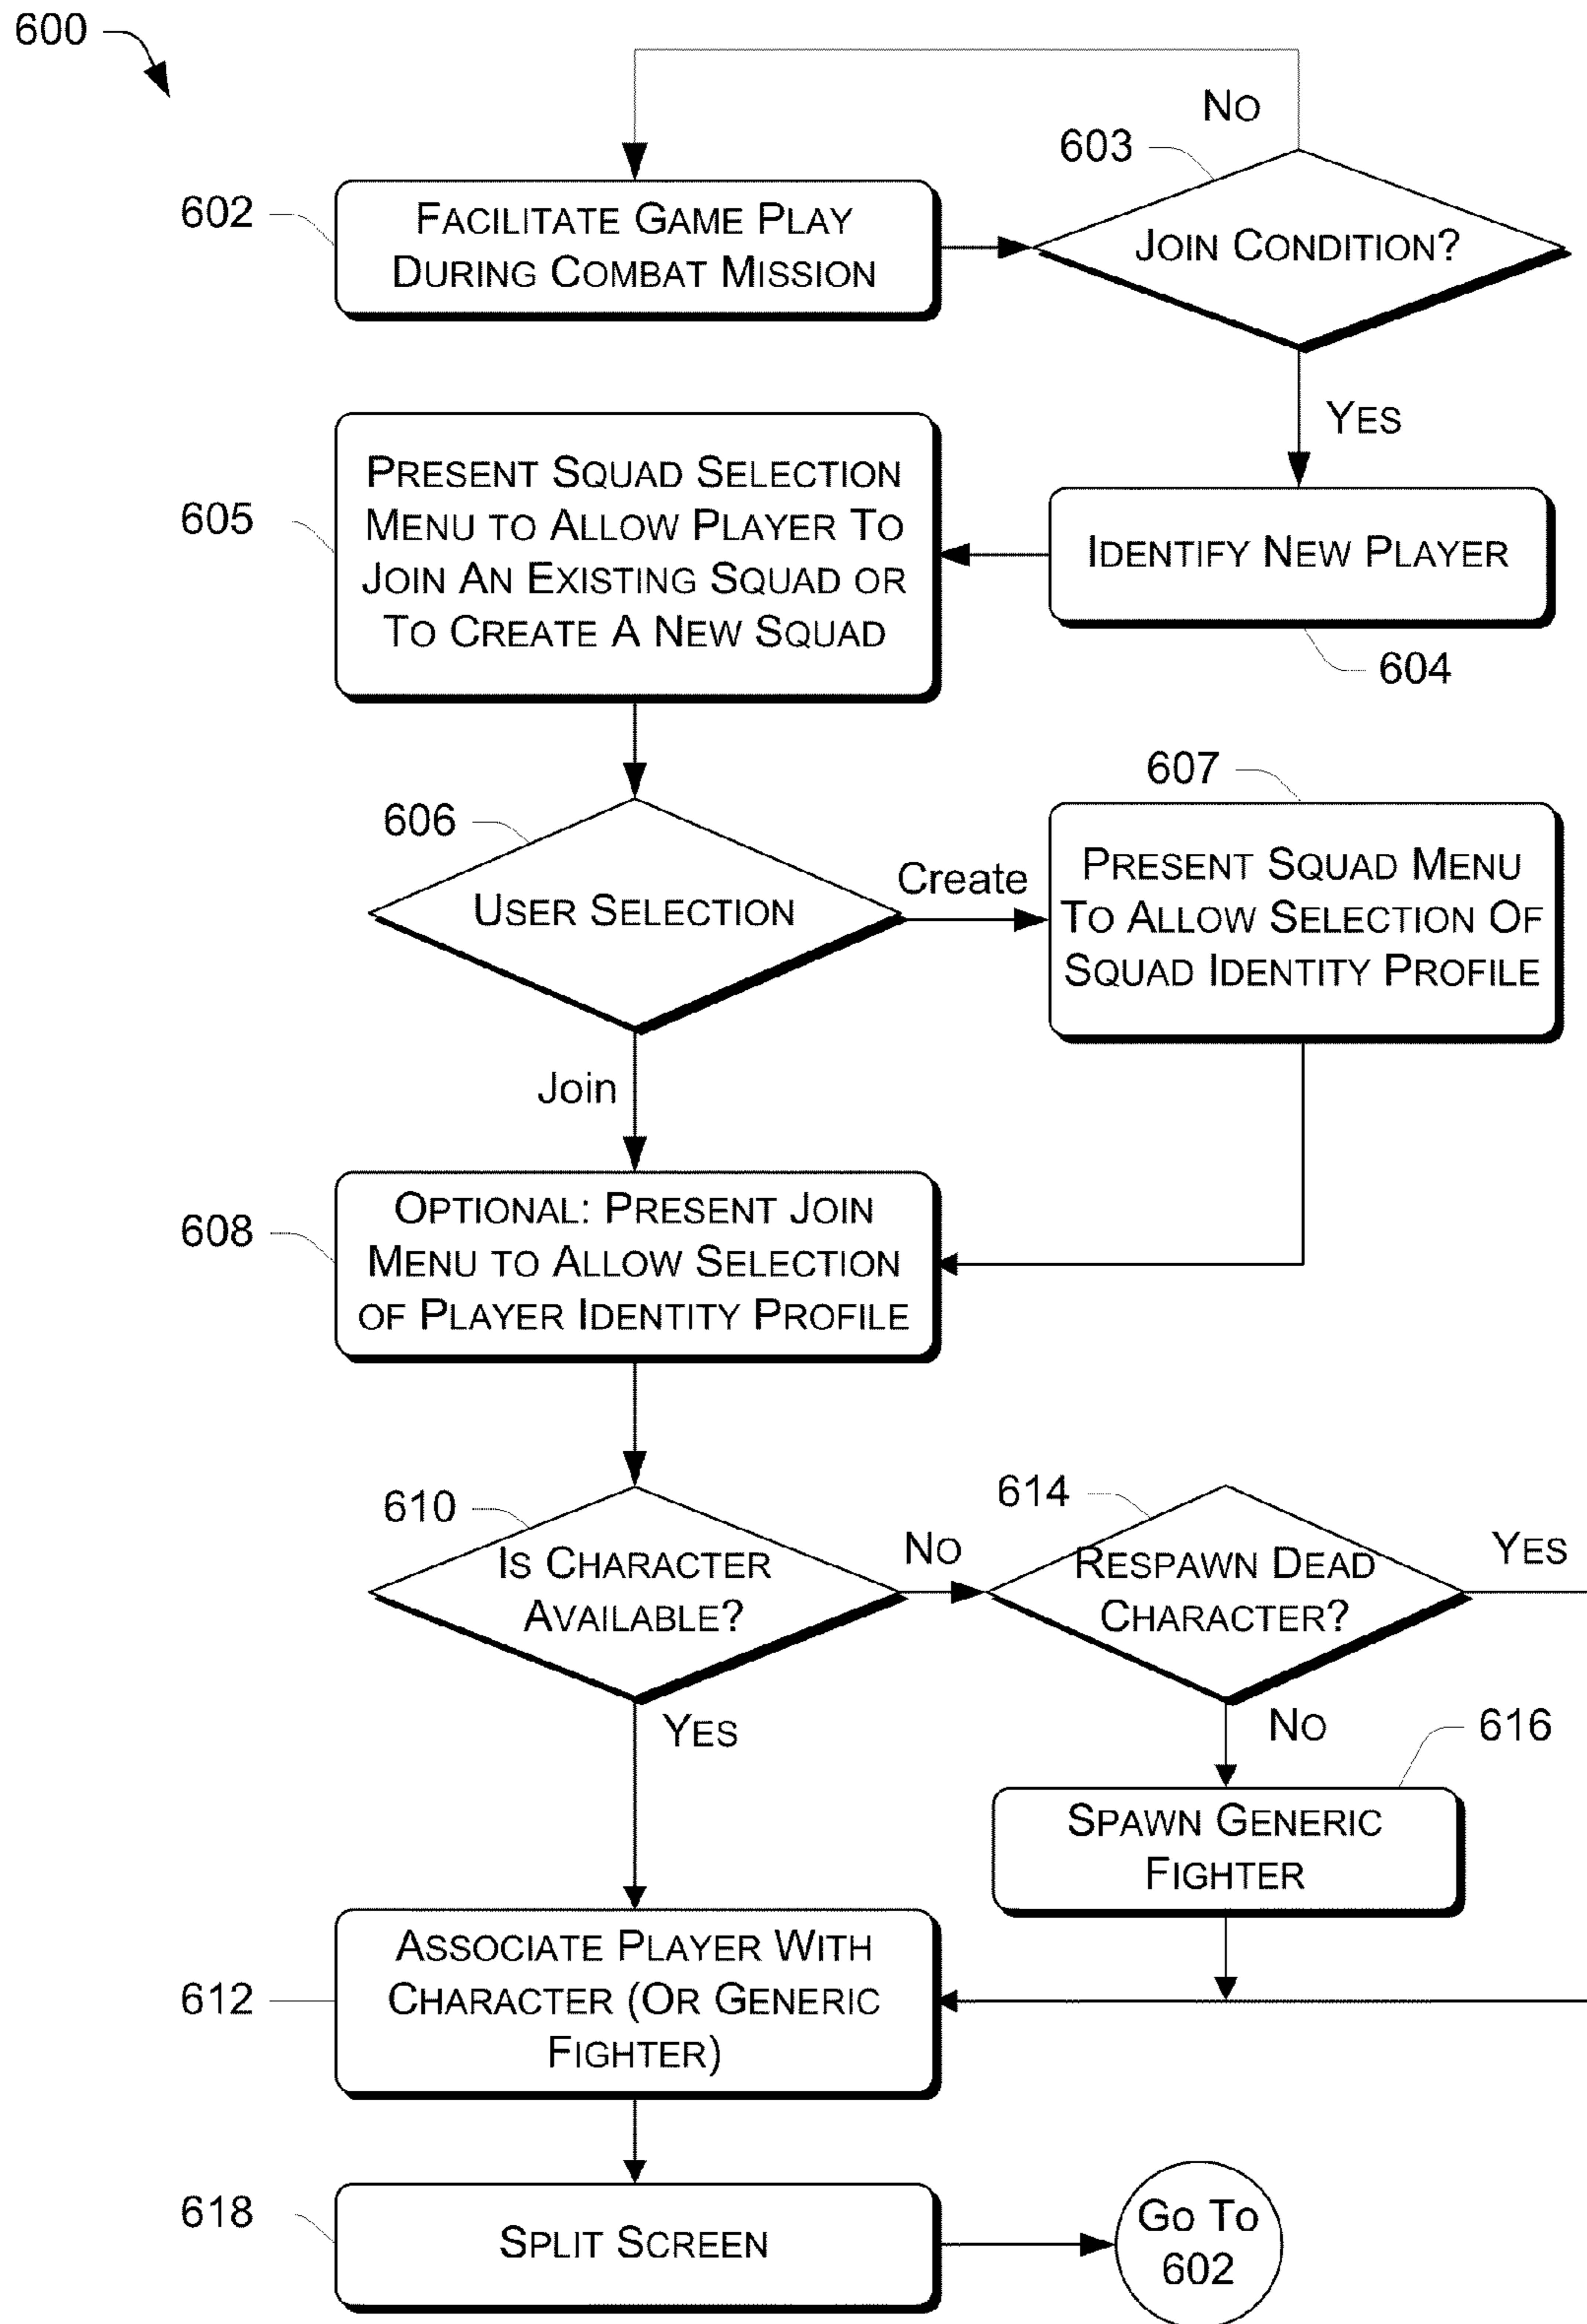 600
NO
603
602
FACILITATE GAME PLAY
DURING COMBAT MISSION
JOIN CONDITION?
YES
605
PRESENT SQUAD SELECTION
MENU TO ALLOW PLAYER TO
JOIN AN EXISTING SQUAD OR
TO CREATE A NEW SQUAD
IDENTIFY NEW PLAYER
604
606
USER SELECTION
Create
607
PRESENT SQUAD MENU
TO ALLOW SELECTION OF
SQUAD IDENTITY PROFILE
Join
608
OPTIONAL: PRESENT JOIN
MENU TO ALLOW SELECTION
OF PLAYER IDENTITY PROFILE
610
IS CHARACTER
AVAILABLE?
NO
614
RESPAWN DEAD
CHARACTER?
YES
YES
NO
616
SPAWN GENERIC
FIGHTER
612
ASSOCIATE PLAYER WITH
CHARACTER (OR GENERIC
FIGHTER)
618
SPLIT SCREEN
GO TO
602